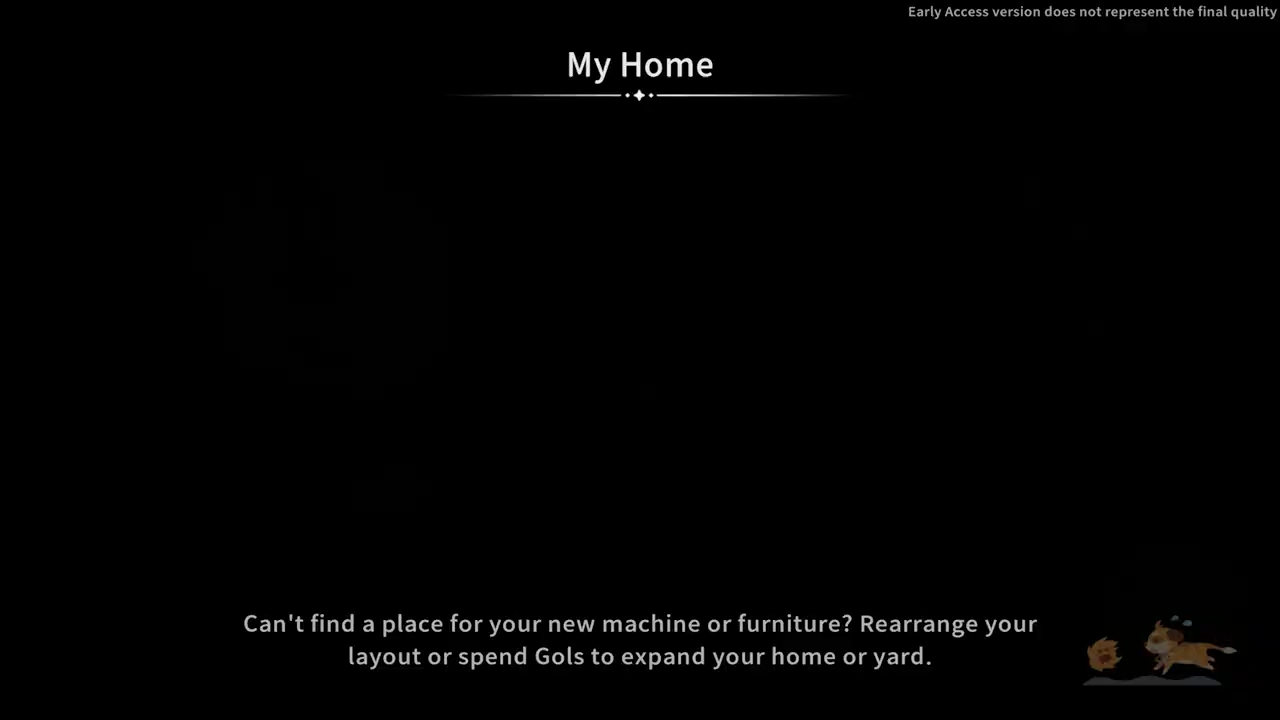 Early Access version does not represent the final quality
My Home
Can't find a place for your new machine or furniture? Rearrange your
layout or spend Gols to expand your home or yard.